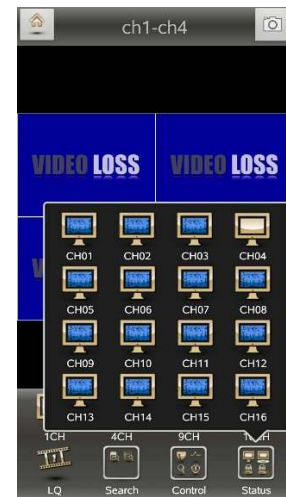 ch1-ch4
VIDEO LOSS VIDEO LOSS
CH01 CH02 CH03 CH04
CH05 CH06 CH07 CH08
CH09 CH10 CH11 CH12
CH13 CH14 CH15 CH16
1CH 4CH 9CH
LQ Search Control Status